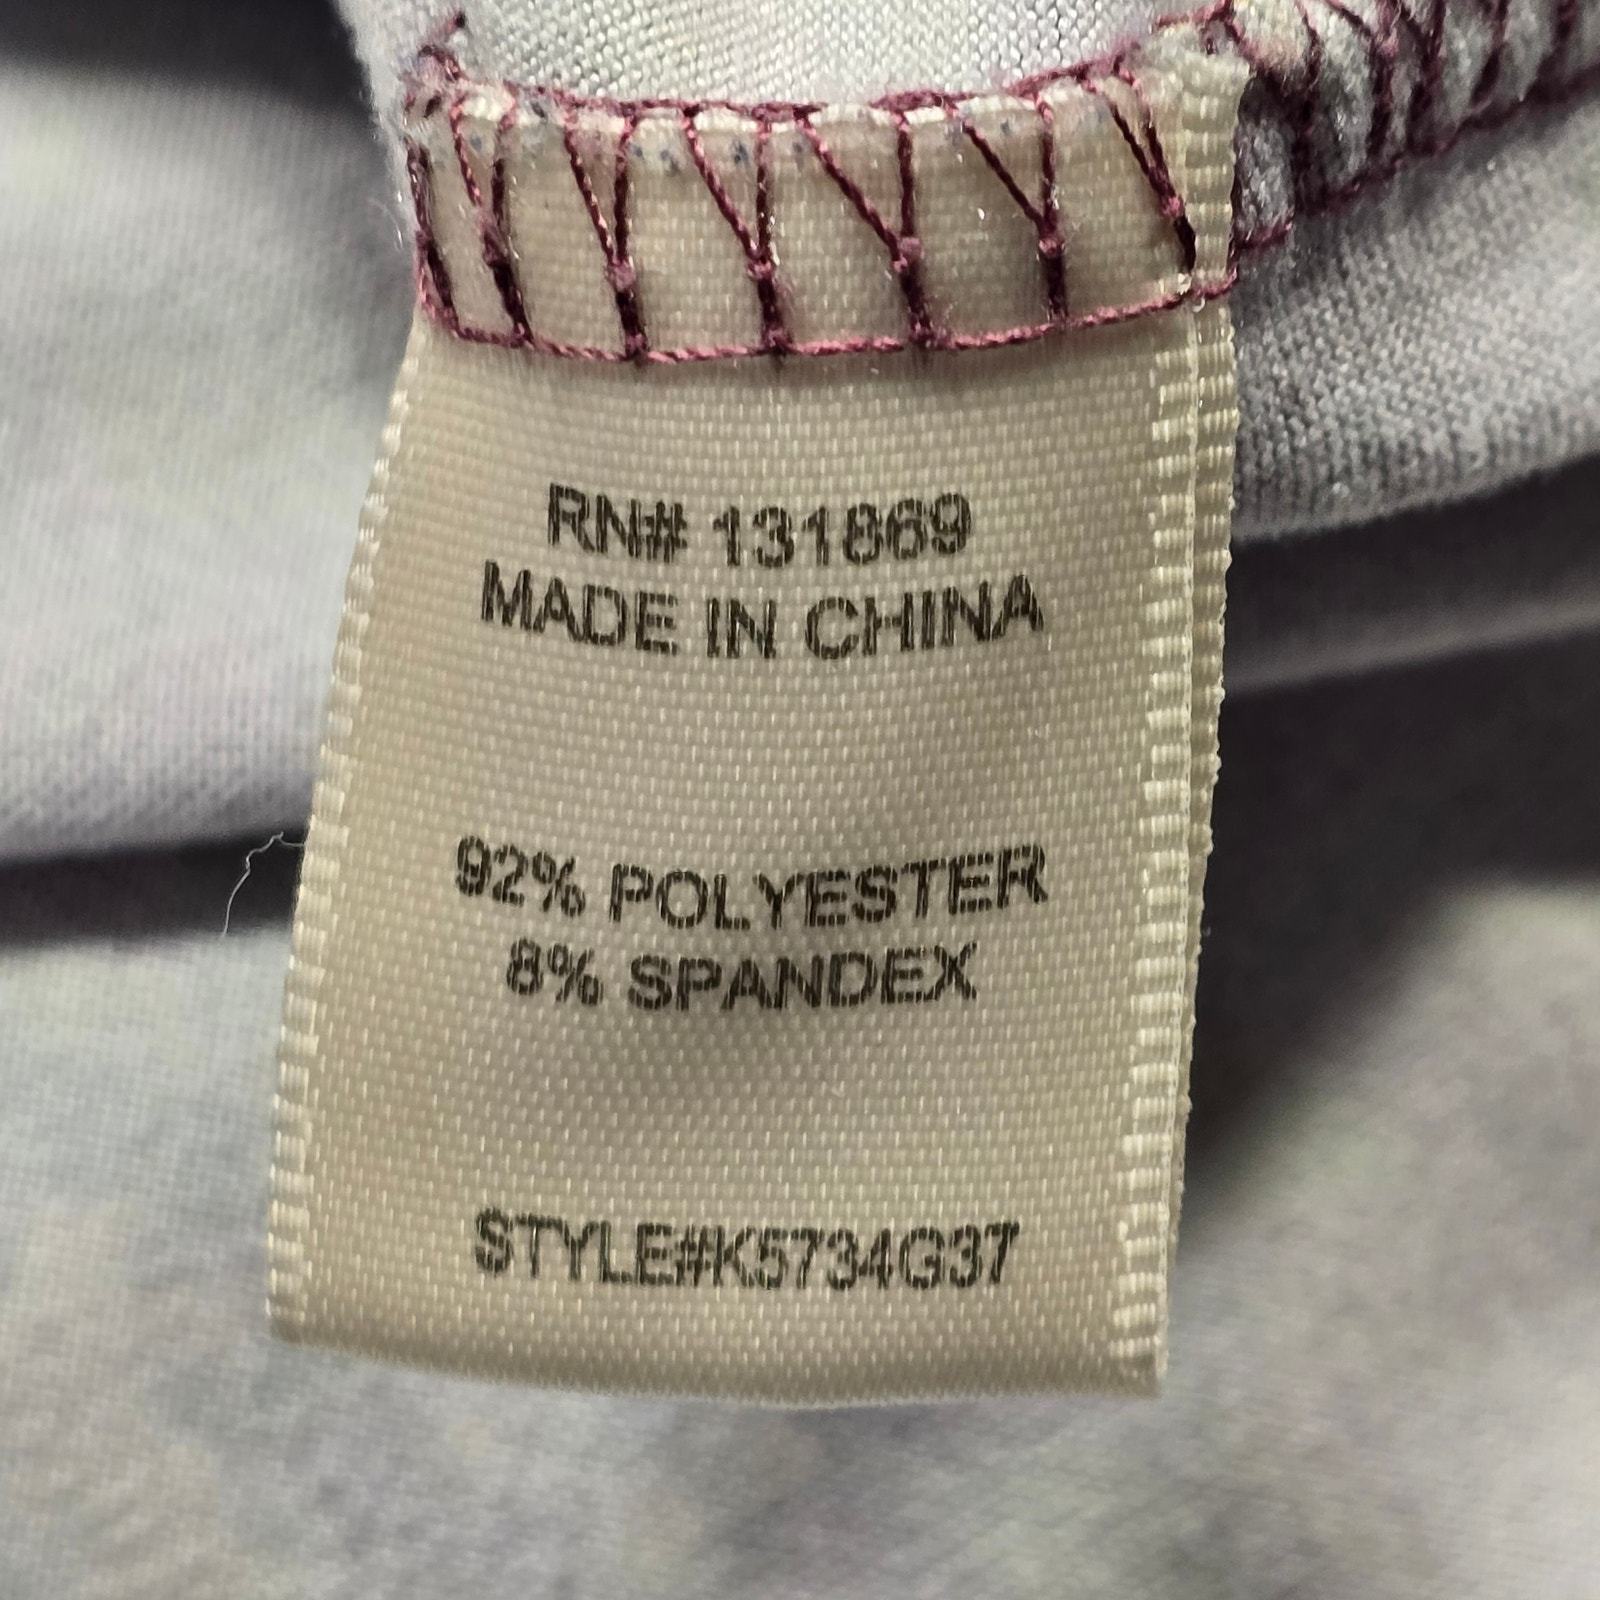 RN# 131869
MADE IN CHINA
92% POLYESTER
8% SPANDEX
STYLE#K5734G37